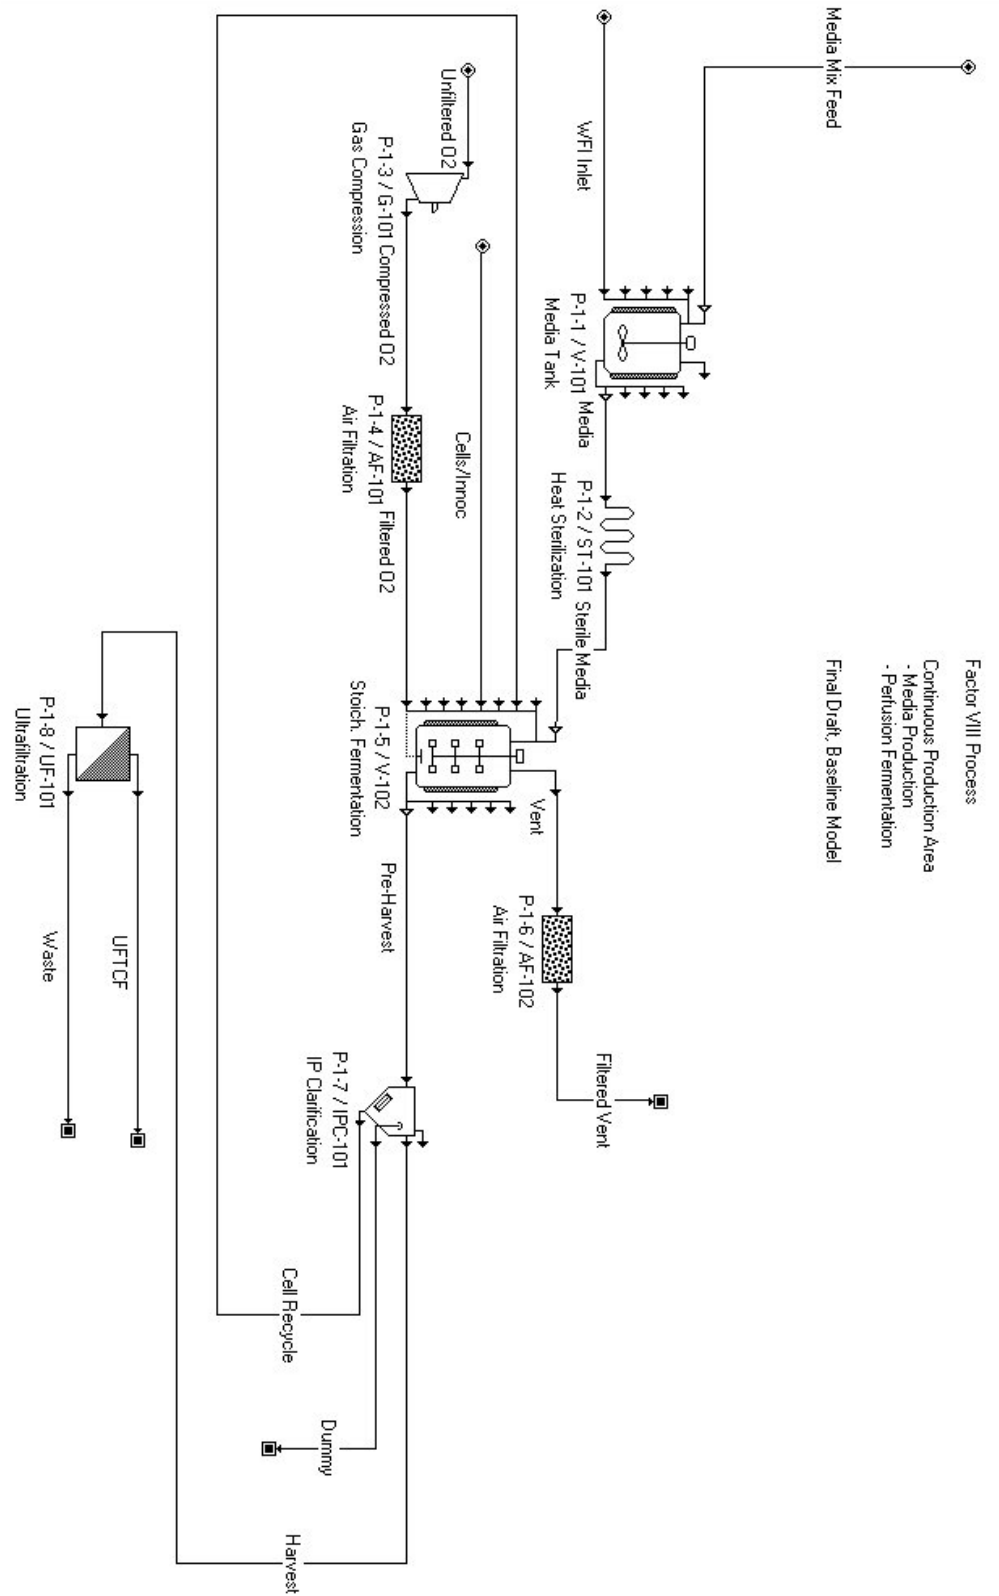 Factor VIII Process
Continuous Production Area
- Media Production
- Perfusion Fermentation
Final Draft, Baseline Model
Media Mix Feed
WFI Inlet
P-1-1 / V-101
Media Tank
Media
P-1-2 / ST-101
Heat Sterilization
Sterile Media
Unfiltered O2
P-1-3 / G-101
Gas Compression
Compressed O2
P-1-4 / AF-101
Air Filtration
Filtered O2
Cells/Innoc
P-1-5 / V-102
Stoich. Fermentation
Vent
P-1-6 / AF-102
Air Filtration
Filtered Vent
Pre-Harvest
P-1-7 / IPC-101
IP Clarification
Cell Recycle
Dummy
Harvest
P-1-8 / UF-101
Ultrafiltration
UFTCF
Waste